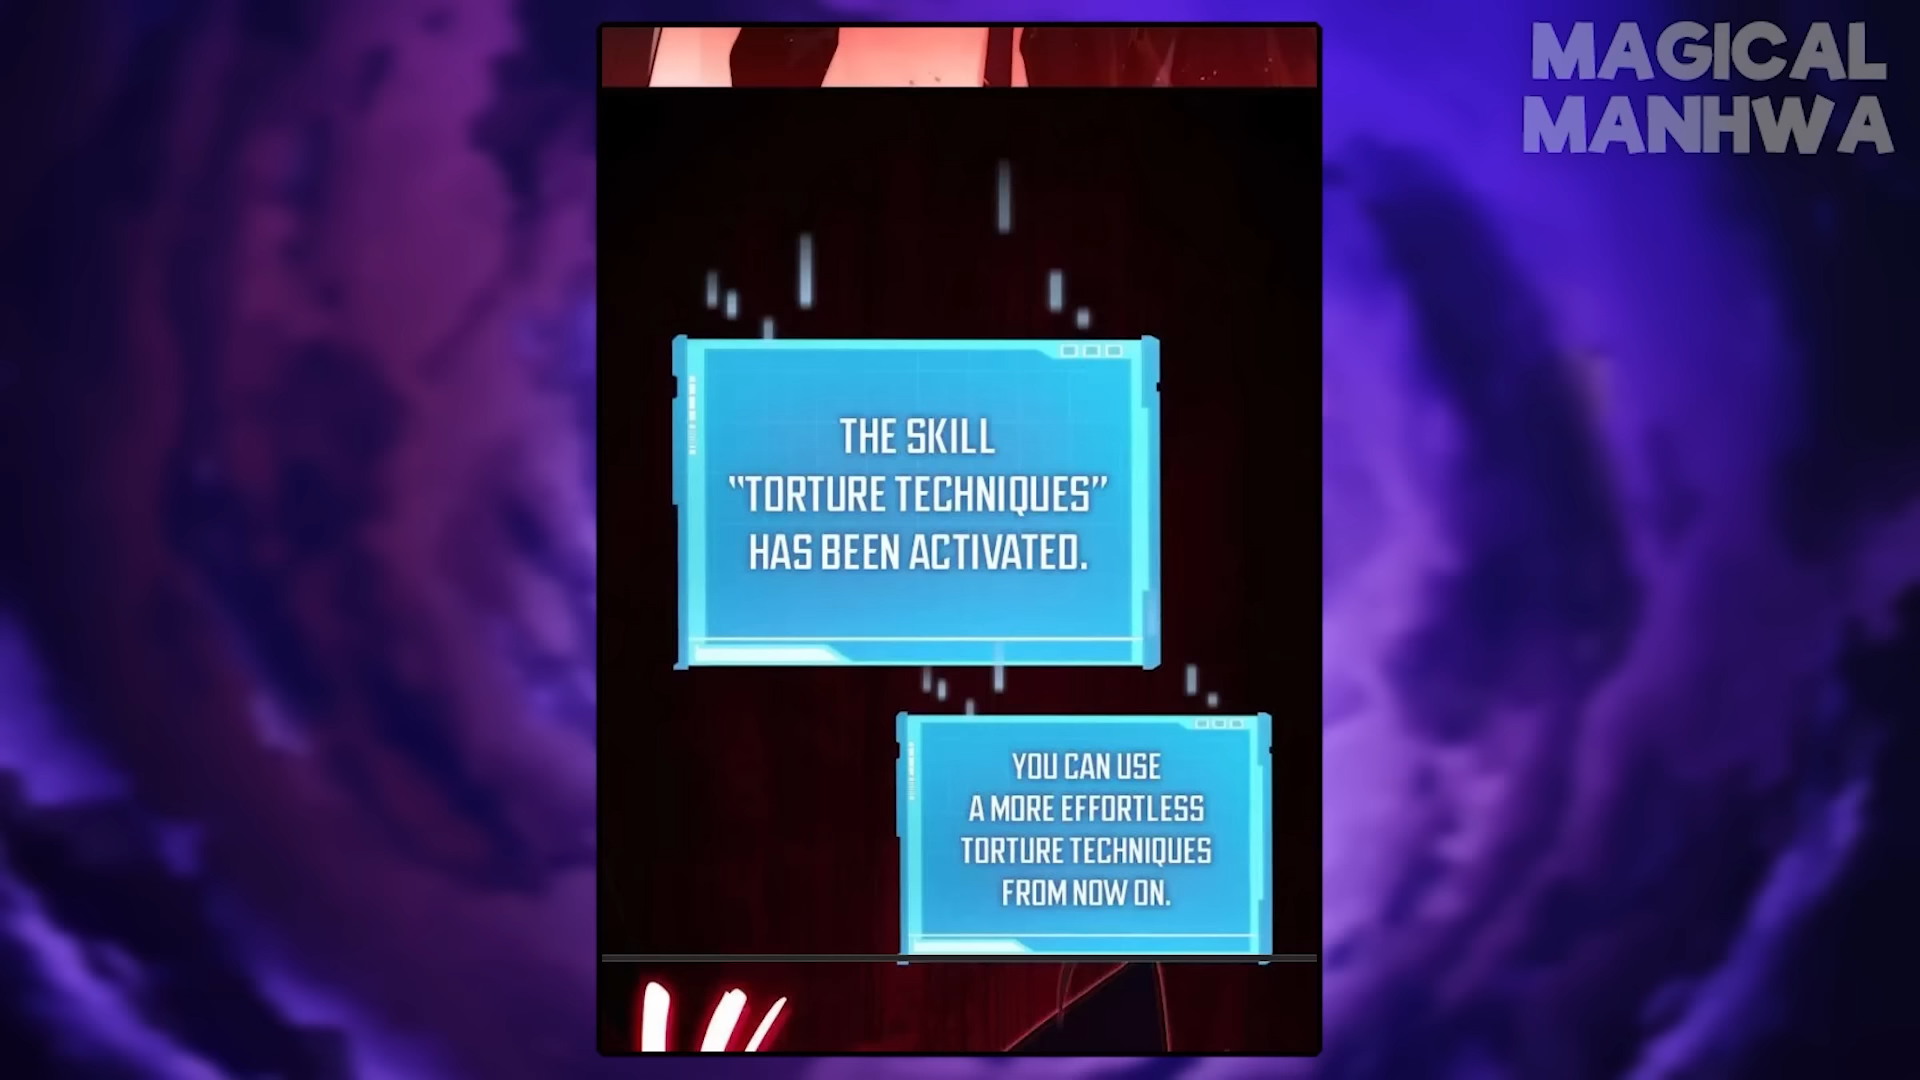 MAGICAL
MANHWA
THE SKILL
“TORTURE TECHNIQUES”
HAS BEEN ACTIVATED.
YOU CAN USE
A MORE EFFORTLESS
TORTURE TECHNIQUES
FROM NOW ON.